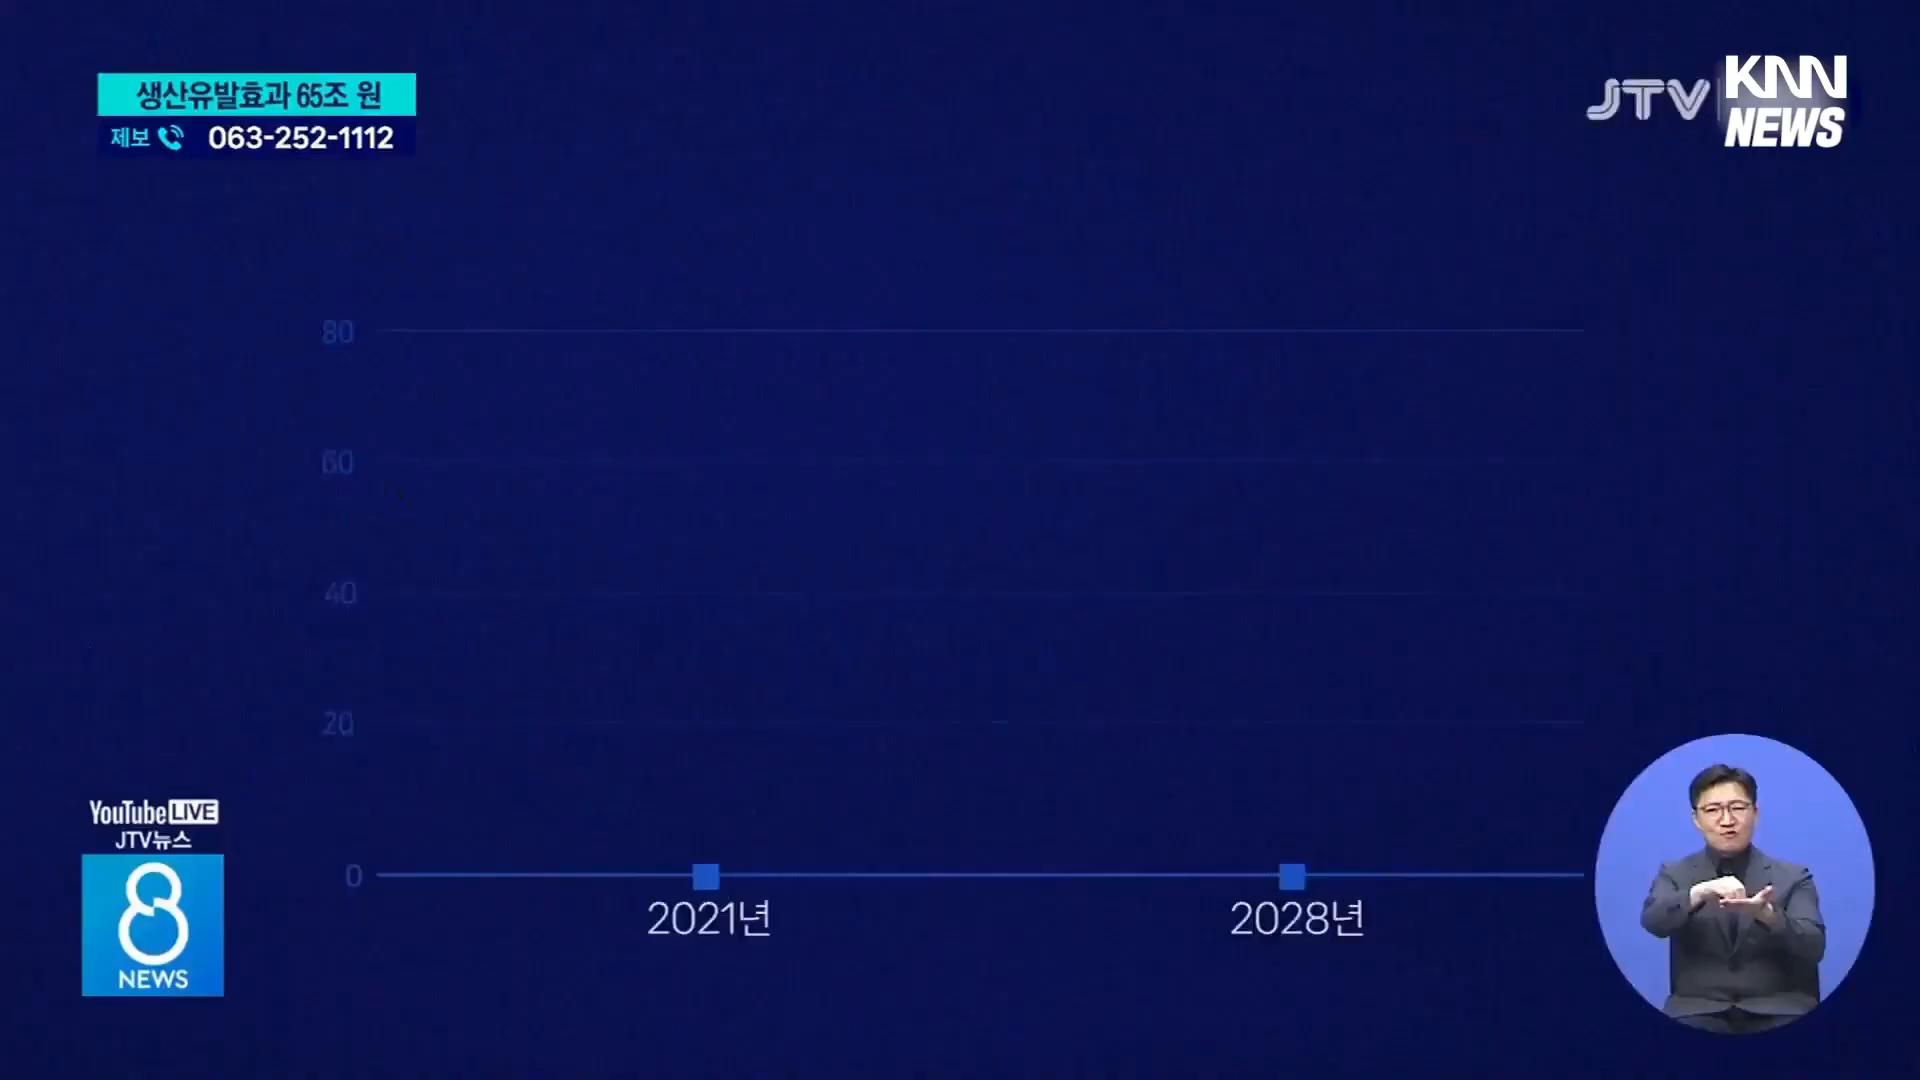 생산유발효과 65조 원
제보 063-252-1112
JTV
KNN
NEWS
80
60
40
20
0
2021년
2028년
YouTube LIVE
JTV뉴스
8
NEWS